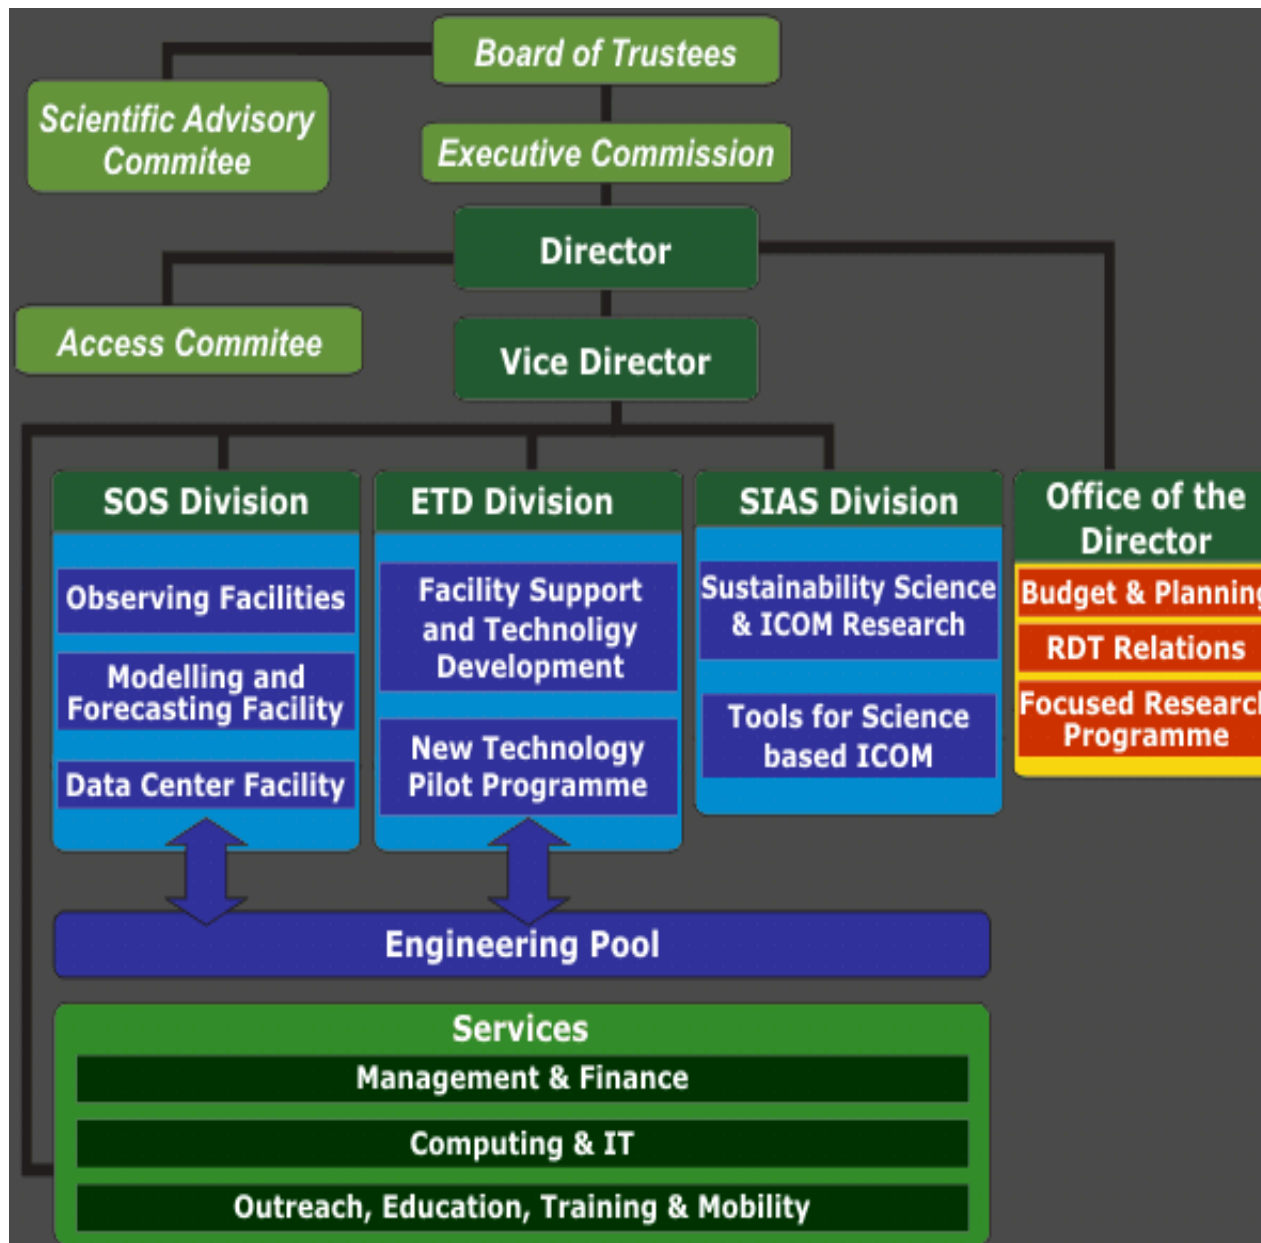 Board of Trustees
Scientific Advisory
Commitee
Executive Commission
Director
Access Commitee
Vice Director
SOS Division
Observing Facilities
Modelling and
Forecasting Facility
Data Center Facility
ETD Division
Facility Support
and Technoligy
Development
New Technology
Pilot Programme
SIAS Division
Sustainability Science
& ICOM Research
Tools for Science
based ICOM
Office of the
Director
Budget & Planning
RDT Relations
Focused Research
Programme
Engineering Pool
Services
Management & Finance
Computing & IT
Outreach, Education, Training & Mobility